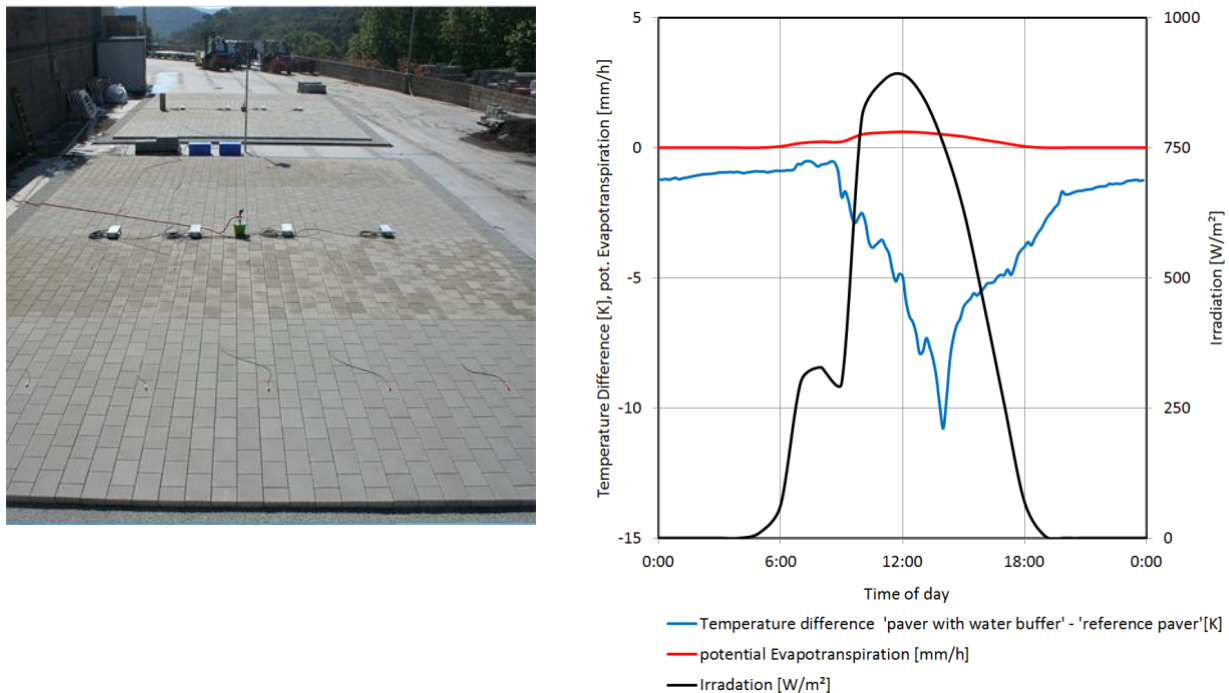 5
0
-5
-10
-15
Temperature Difference [K], pot. Evapotranspiration [mm/h]
1000
750
500
250
0
Irradiation [W/m²]
0:00 6:00 12:00 18:00 0:00
Time of day
Temperature difference 'paver with water buffer' - 'reference paver'[K]
potential Evapotranspiration [mm/h]
Irradiation [W/m²]